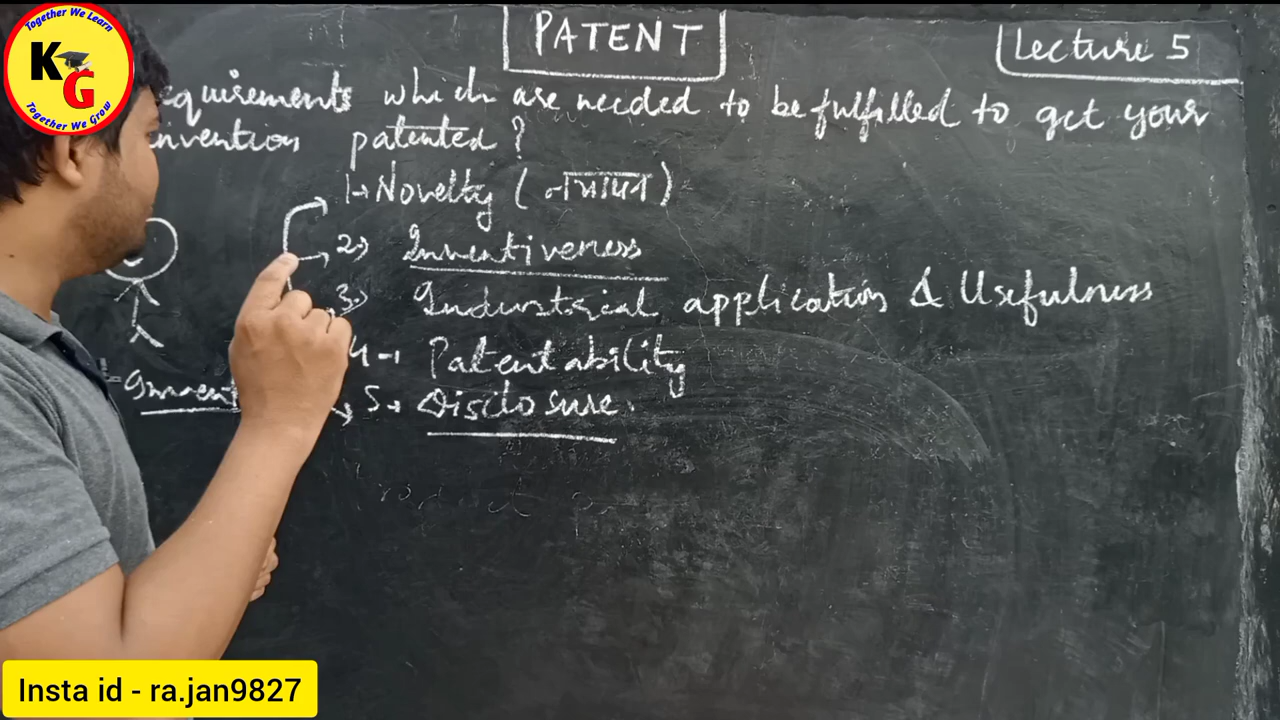 Together We Learn
KG
Together We Grow
PATENT
Lecture 5
equirements which are needed to be fulfilled to get your
invention patented ?
1→ Novelty ( नयापन )
2→ Inventiveness
3→ Industrial application & Usefulness
4→ Patentability
5→ Disclosure.
Insta id - ra.jan9827